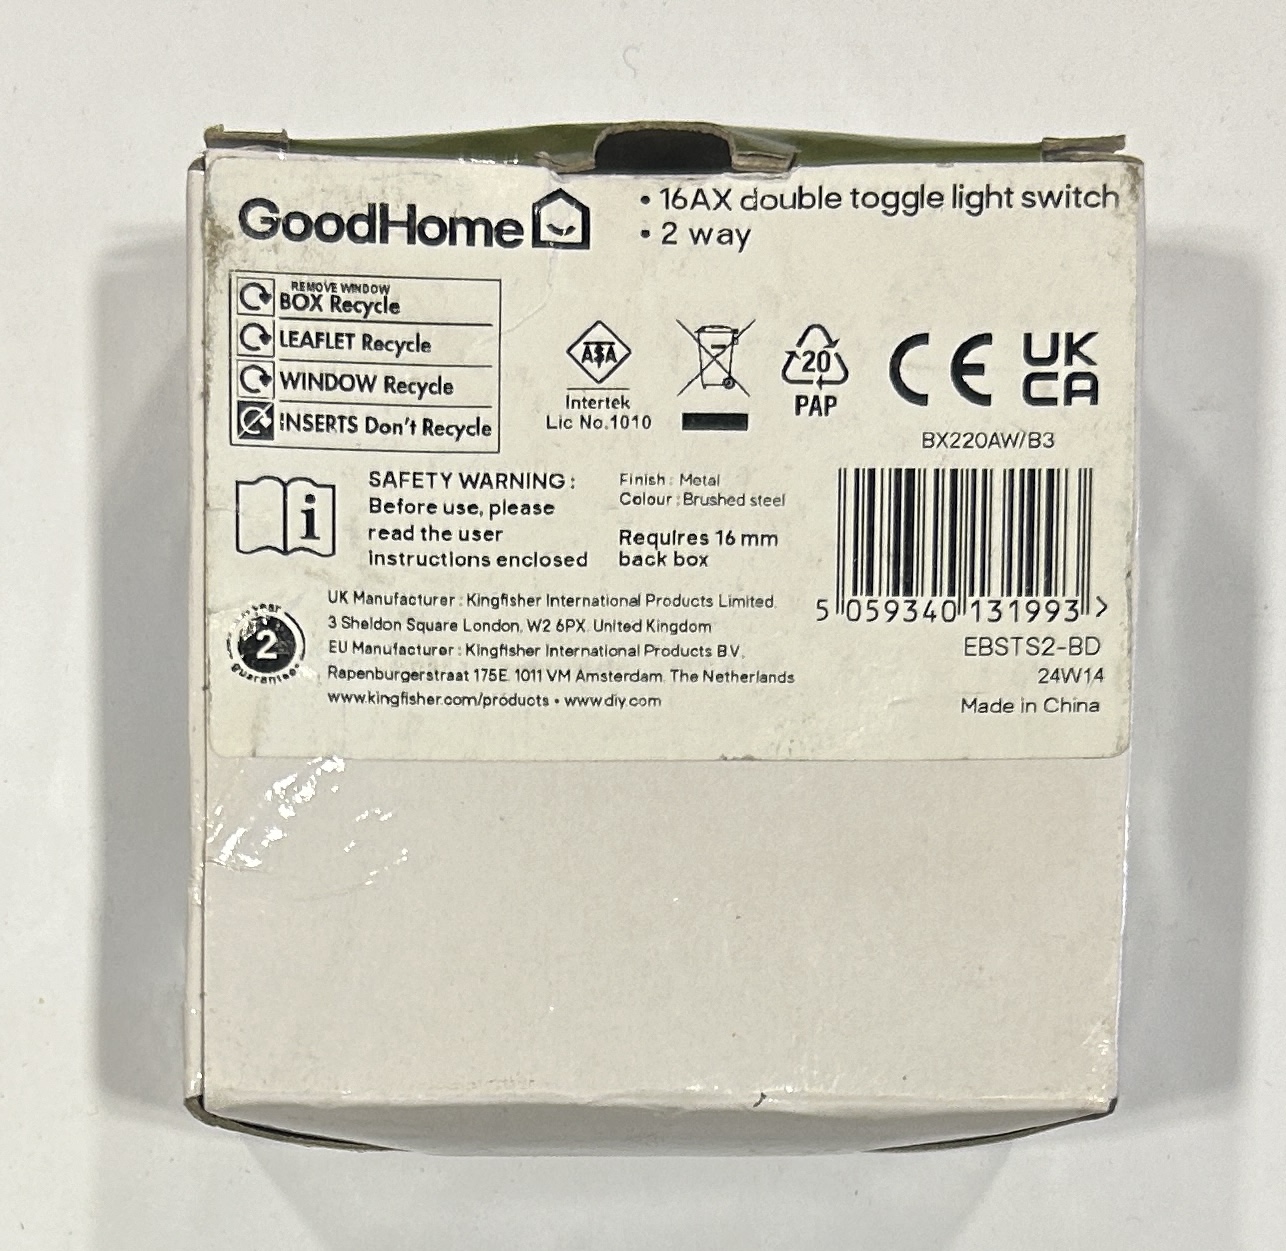 GoodHome
• 16AX double toggle light switch
• 2 way
REMOVE WINDOW
BOX Recycle
LEAFLET Recycle
WINDOW Recycle
INSERTS Don't Recycle
ASTA
Intertek
Lic No.1010
20
PAP
CE
UK
CA
BX220AW/B3
i
SAFETY WARNING :
Before use, please
read the user
instructions enclosed
Finish : Metal
Colour : Brushed steel
Requires 16 mm
back box
5 059340 131993 >
EBSTS2-BD
24W14
Made in China
year
2
guarantee
UK Manufacturer : Kingfisher International Products Limited,
3 Sheldon Square London, W2 6PX, United Kingdom
EU Manufacturer : Kingfisher International Products B.V.,
Rapenburgerstraat 175E, 1011 VM Amsterdam, The Netherlands
www.kingfisher.com/products • www.diy.com